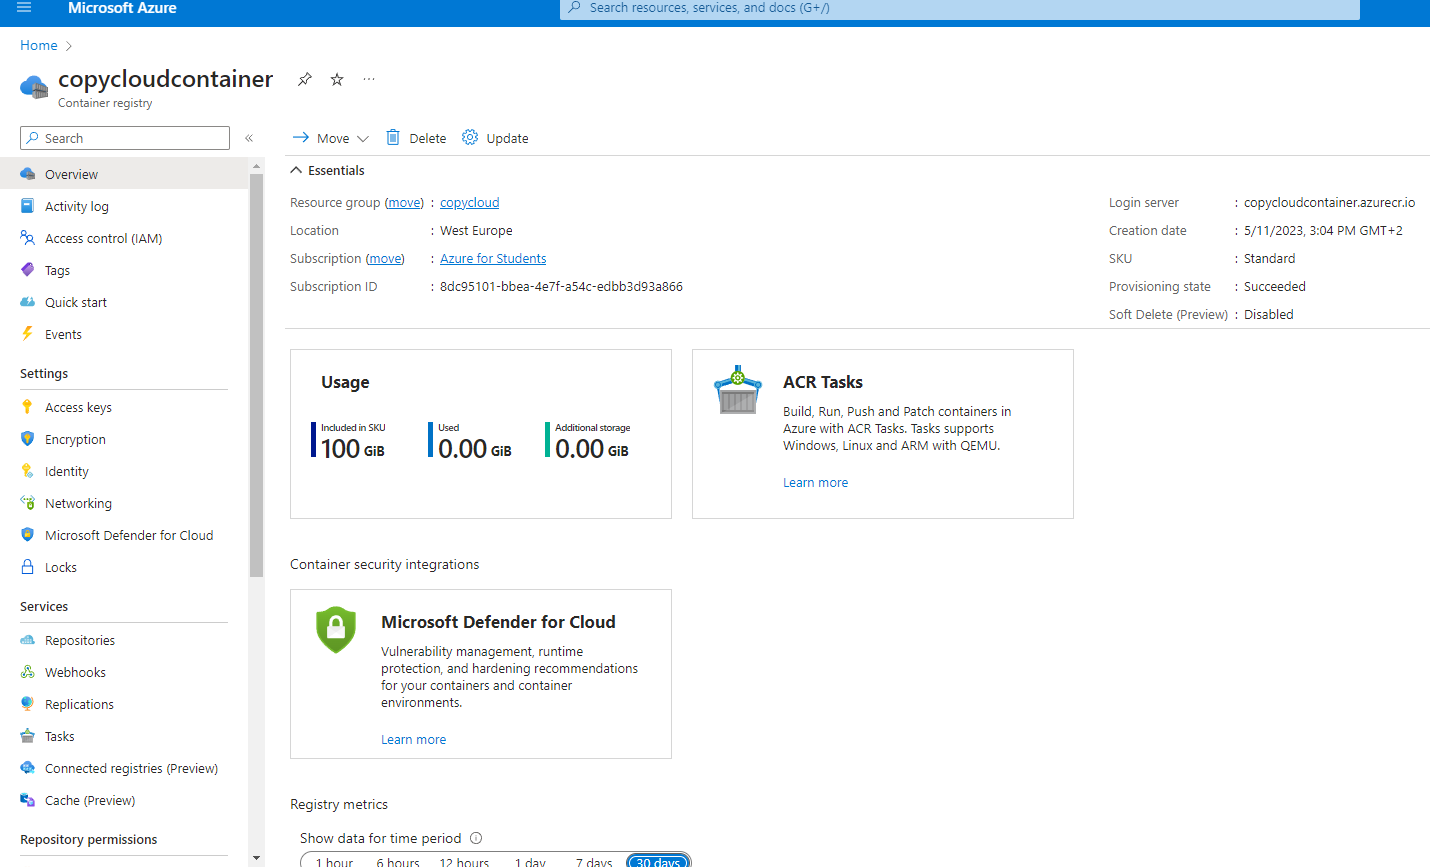 Microsoft Azure
Search resources, services, and docs (G+/)
Home
copycloudcontainer
Container registry
Search
«
Move
Delete
Update
Overview
Activity log
Access control (IAM)
Tags
Quick start
Events
Settings
Access keys
Encryption
Identity
Networking
Microsoft Defender for Cloud
Locks
Services
Repositories
Webhooks
Replications
Tasks
Connected registries (Preview)
Cache (Preview)
Repository permissions
Essentials
Resource group (move) : copycloud
Location : West Europe
Subscription (move) : Azure for Students
Subscription ID : 8dc95101-bbea-4e7f-a54c-edbb3d93a866
Login server : copycloudcontainer.azurecr.io
Creation date : 5/11/2023, 3:04 PM GMT+2
SKU : Standard
Provisioning state : Succeeded
Soft Delete (Preview) : Disabled
Usage
Included in SKU
100 GiB
Used
0.00 GiB
Additional storage
0.00 GiB
ACR Tasks
Build, Run, Push and Patch containers in
Azure with ACR Tasks. Tasks supports
Windows, Linux and ARM with QEMU.
Learn more
Container security integrations
Microsoft Defender for Cloud
Vulnerability management, runtime
protection, and hardening recommendations
for your containers and container
environments.
Learn more
Registry metrics
Show data for time period
1 hour 6 hours 12 hours 1 day 7 days 30 days